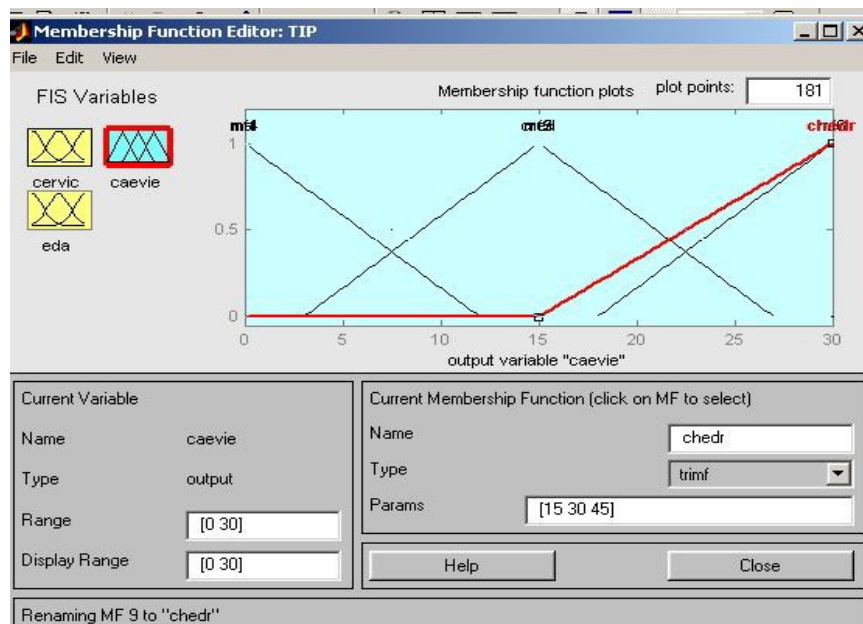 Membership Function Editor: TIP
File Edit View
FIS Variables
Membership function plots plot points: 181
cervic caevie
eda
1
0.5
0
0 5 10 15 20 25 30
output variable "caevie"
Current Variable
Name caevie
Type output
Range [0 30]
Display Range [0 30]
Current Membership Function (click on MF to select)
Name chedr
Type trimf
Params [15 30 45]
Help Close
Renaming MF 9 to "chedr"